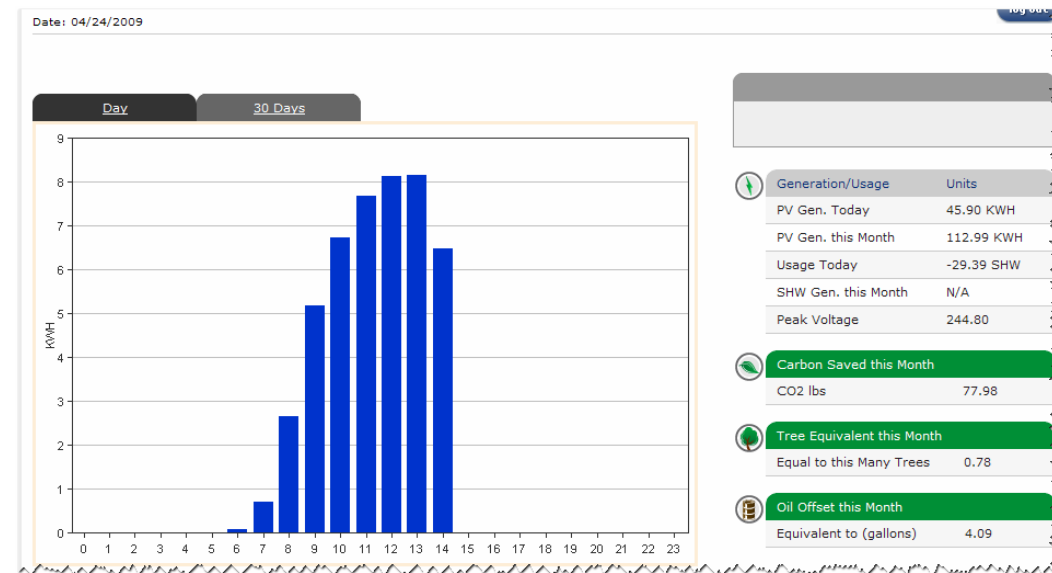 log out
Date: 04/24/2009
Day
30 Days
9
8
7
6
5
4
3
2
1
0
KWH
0 1 2 3 4 5 6 7 8 9 10 11 12 13 14 15 16 17 18 19 20 21 22 23
Generation/Usage Units
PV Gen. Today 45.90 KWH
PV Gen. this Month 112.99 KWH
Usage Today -29.39 SHW
SHW Gen. this Month N/A
Peak Voltage 244.80
Carbon Saved this Month
CO2 lbs 77.98
Tree Equivalent this Month
Equal to this Many Trees 0.78
Oil Offset this Month
Equivalent to (gallons) 4.09